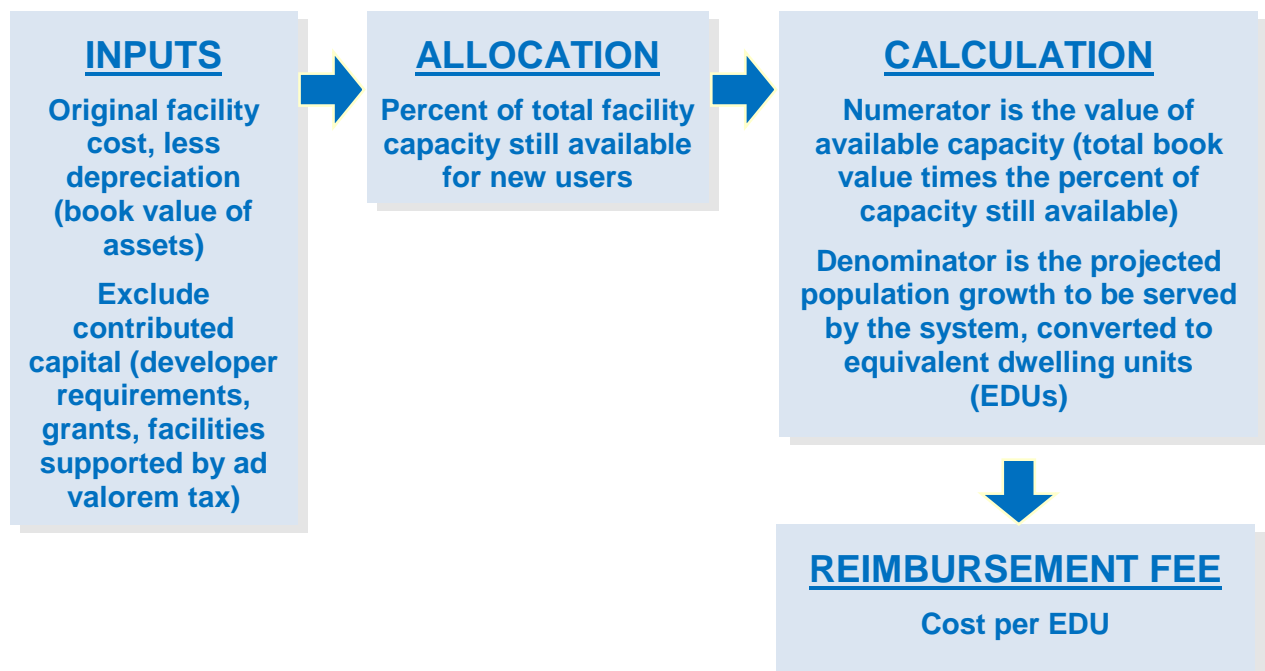 INPUTS
Original facility
cost, less
depreciation
(book value of
assets)
Exclude
contributed
capital (developer
requirements,
grants, facilities
supported by ad
valorem tax)
ALLOCATION
Percent of total facility
capacity still available
for new users
CALCULATION
Numerator is the value of
available capacity (total book
value times the percent of
capacity still available)
Denominator is the projected
population growth to be served
by the system, converted to
equivalent dwelling units
(EDUs)
REIMBURSEMENT FEE
Cost per EDU